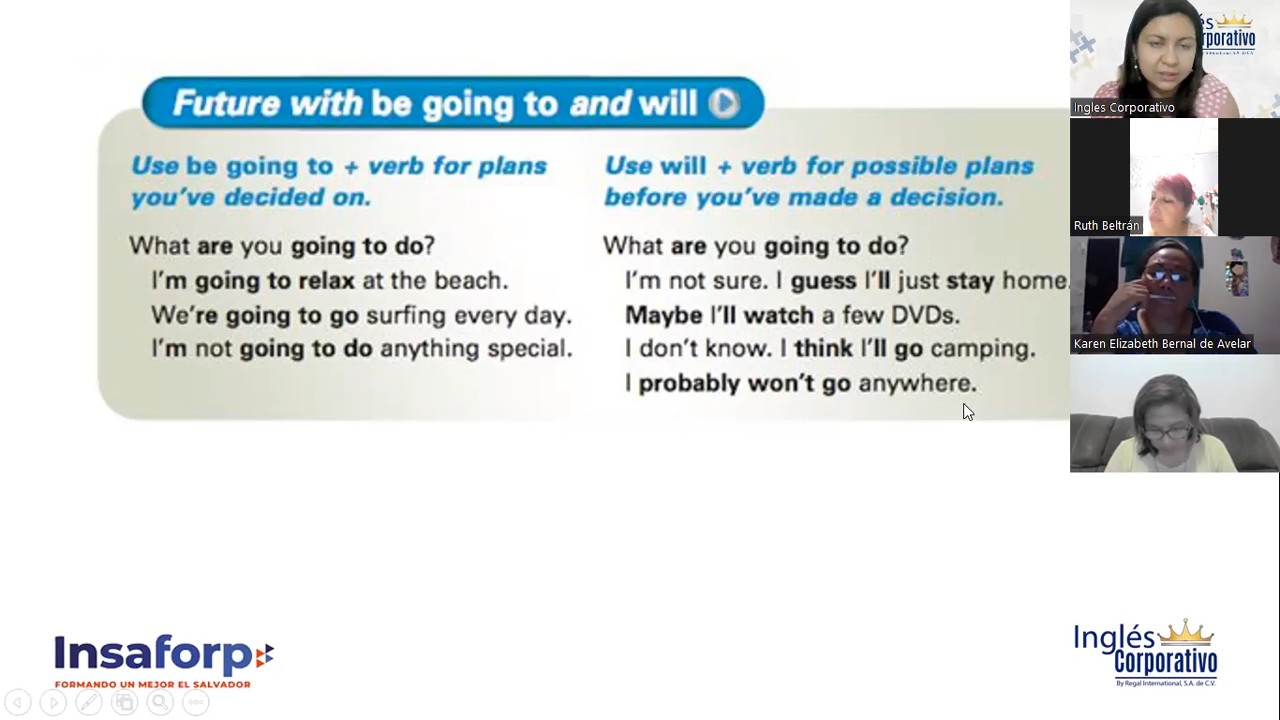 Future with be going to and will
Use be going to + verb for plans
you've decided on.
What are you going to do?
I'm going to relax at the beach.
We're going to go surfing every day.
I'm not going to do anything special.
Use will + verb for possible plans
before you've made a decision.
What are you going to do?
I'm not sure. I guess I'll just stay home.
Maybe I'll watch a few DVDs.
I don't know. I think I'll go camping.
I probably won't go anywhere.
Ingles Corporativo
Ruth Beltrán
Karen Elizabeth Bernal de Avelar
Insaforp
FORMANDO UN MEJOR EL SALVADOR
Inglés
Corporativo
By Regal International, S.A. de C.V.